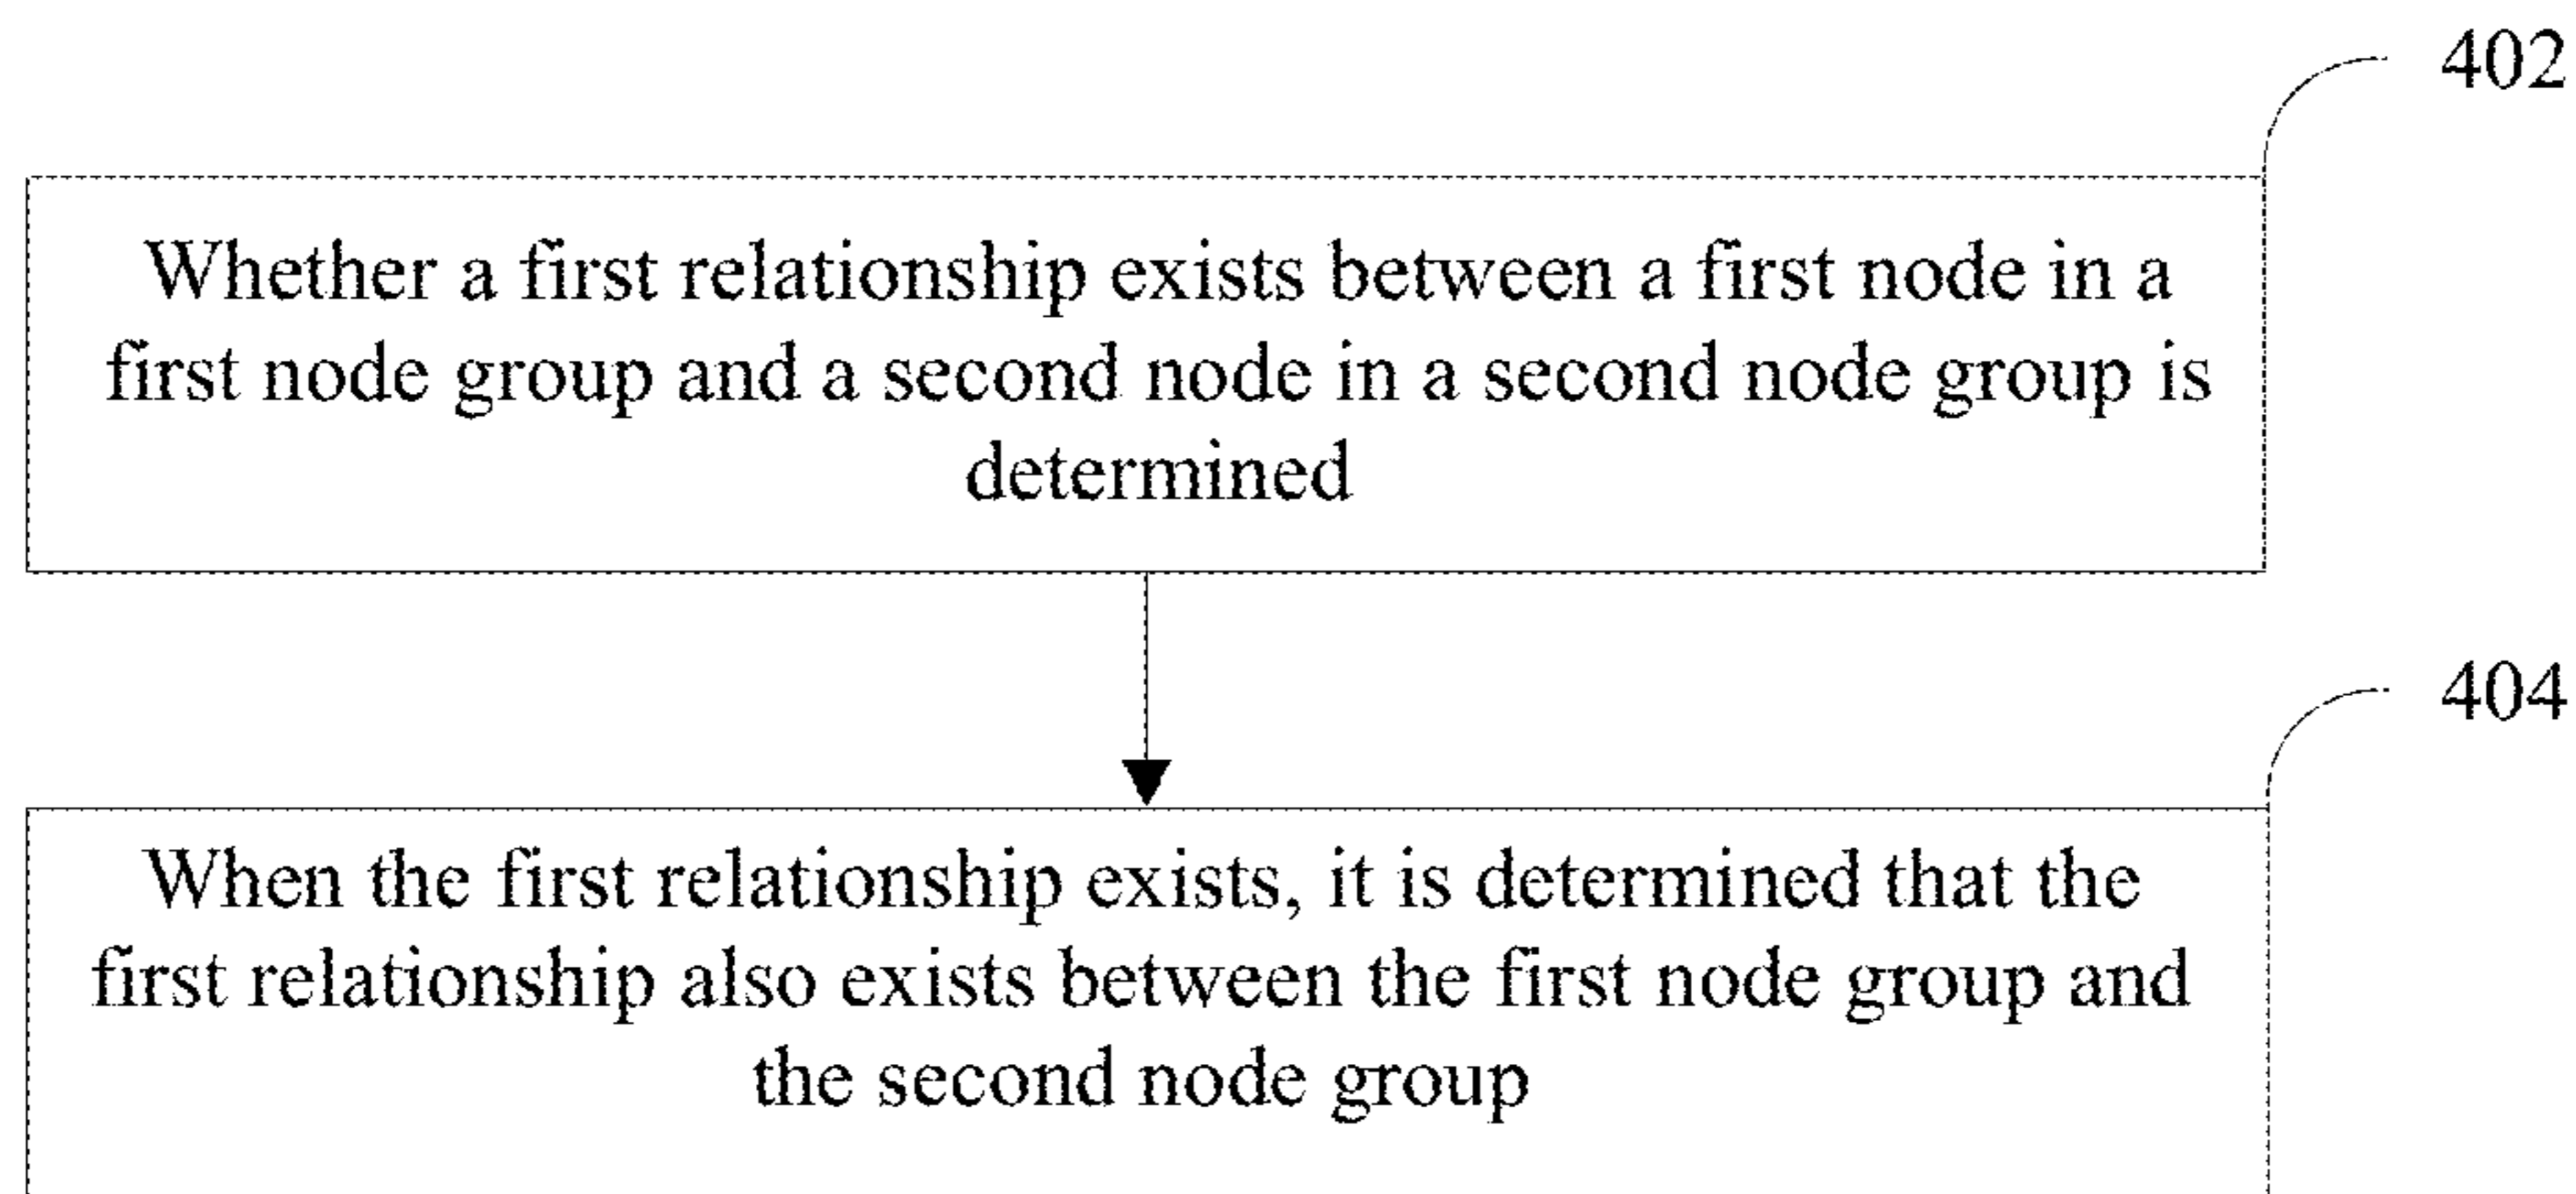 402
Whether a first relationship exists between a first node in a
first node group and a second node in a second node group is
determined
404
When the first relationship exists, it is determined that the
first relationship also exists between the first node group and
the second node group